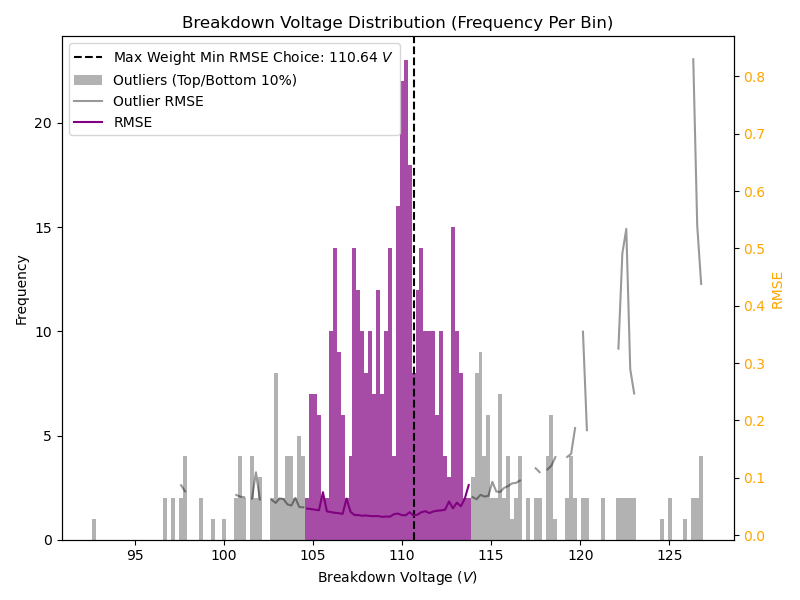 Breakdown Voltage Distribution (Frequency Per Bin)
Max Weight Min RMSE Choice: 110.64 V
Outliers (Top/Bottom 10%)
Outlier RMSE
RMSE
Frequency
0
5
10
15
20
95
100
105
110
115
120
125
Breakdown Voltage (V)
0.0
0.1
0.2
0.3
0.4
0.5
0.6
0.7
0.8
RMSE